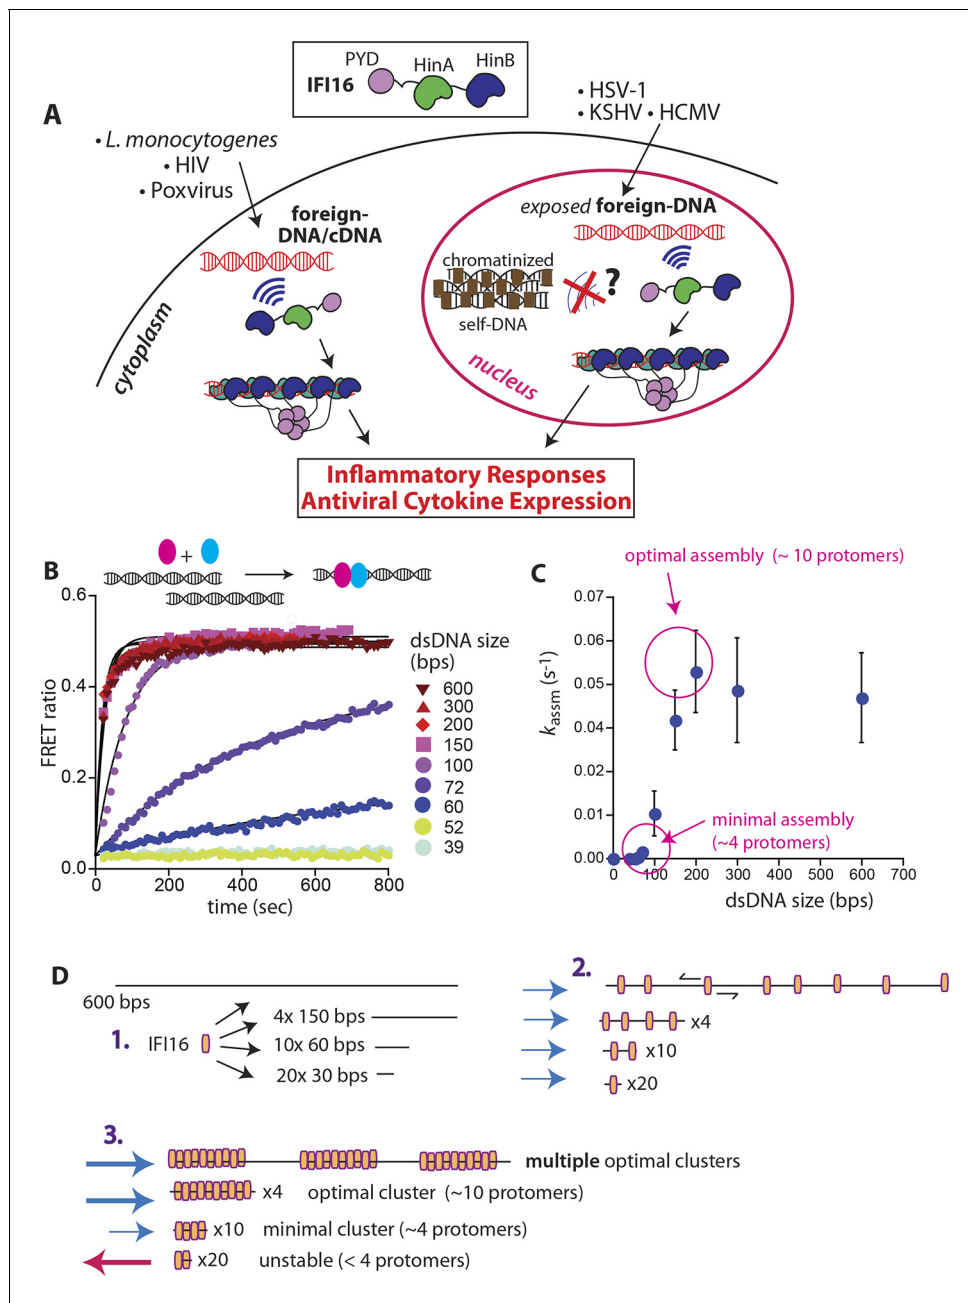 PYD
HinA
HinB
IFI16
A
• HSV-1
• KSHV • HCMV
• L. monocytogenes
• HIV
• Poxvirus
foreign-
DNA/cDNA
exposed foreign-DNA
chromatinized
?
self-DNA
cytoplasm
nucleus
Inflammatory Responses
Antiviral Cytokine Expression
B
+
0.6
0.4
0.2
0.0
FRET ratio
0
200
400
600
800
time (sec)
dsDNA size
(bps)
600
300
200
150
100
72
60
52
39
optimal assembly (~ 10 protomers)
C
0.07
0.06
0.05
0.04
0.02
0.01
0.00
kassm (s-1)
minimal assembly
(~4 protomers)
0
100
200
300
400
500
600
700
dsDNA size (bps)
D
600 bps
1.
IFI16
4x 150 bps
10x 60 bps
20x 30 bps
2.
x4
x10
x20
3.
multiple optimal clusters
x4 optimal cluster (~10 protomers)
x10 minimal cluster (~4 protomers)
x20 unstable (< 4 protomers)